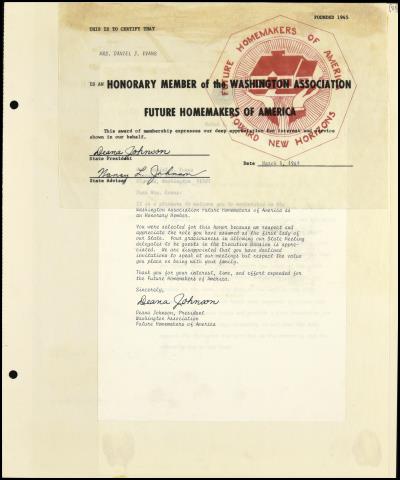 FOUNDED 1945
THIS IS TO CERTIFY THAT
MRS. DANIEL J. EVANS
IS AN HONORARY MEMBER of the WASHINGTON ASSOCIATION
FUTURE HOMEMAKERS OF AMERICA
FUTURE HOMEMAKERS OF AMERICA
TOWARD NEW HORIZONS
This award of membership expresses our deep appreciation for interest and service
shown in our behalf.
Deana Johnson
State President
Date March 5, 1969
Nancy L. Johnson
State Advisor
Olympia, Washington
Dear Mrs. Evans:
It is a pleasure to welcome you to membership in the
Washington Association Future Homemakers of America as
an Honorary Member.
You were selected for this honor because we respect and
appreciate the role you have assumed as the first lady of
our State. Your graciousness in allowing our State Meeting
delegates to be guests in the Executive Mansion is appre-
ciated. We are disappointed that you have declined
invitations to speak at our meetings but respect the value
you place on being with your family.
Thank you for your interest, time, and effort expended for
the Future Homemakers of America.
Sincerely,
Deana Johnson
Deana Johnson, President
Washington Association
Future Homemakers of America